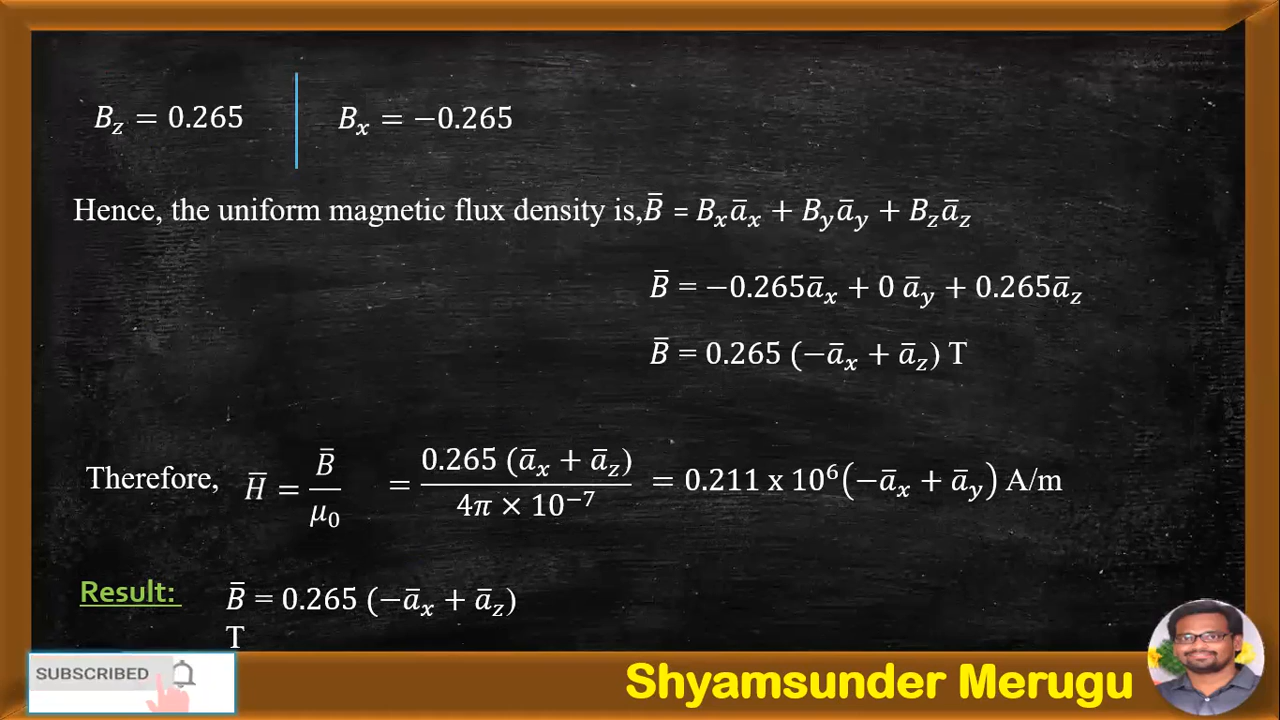 B_z = 0.265 B_x = −0.265
Hence, the uniform magnetic flux density is, B̄ = B_x ā_x + B_y ā_y + B_z ā_z
B̄ = −0.265ā_x + 0 ā_y + 0.265ā_z
B̄ = 0.265 (−ā_x + ā_z) T
Therefore, H̄ = B̄/μ_0 = 0.265 (ā_x + ā_z)/4π × 10⁻⁷ = 0.211 x 10⁶(−ā_x + ā_y) A/m
Result: B̄ = 0.265 (−ā_x + ā_z)
T
SUBSCRIBED
Shyamsunder Merugu